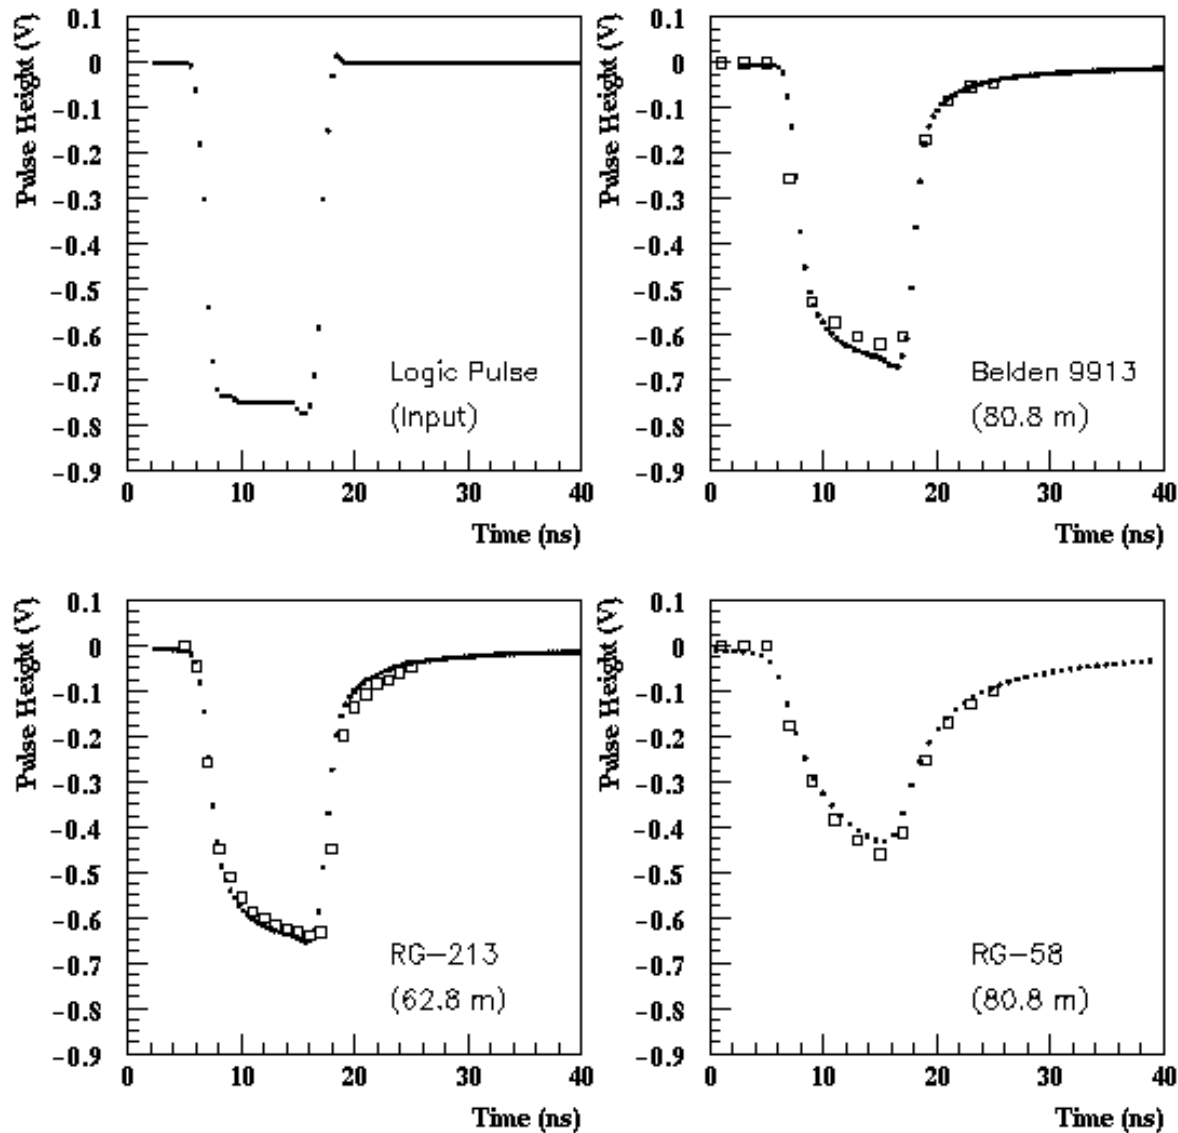 Pulse Height (V)
0.1
0
-0.1
-0.2
-0.3
-0.4
-0.5
-0.6
-0.7
-0.8
-0.9
Logic Pulse
(Input)
0 10 20 30 40
Time (ns)
Pulse Height (V)
0.1
0
-0.1
-0.2
-0.3
-0.4
-0.5
-0.6
-0.7
-0.8
-0.9
Belden 9913
(80.8 m)
0 10 20 30 40
Time (ns)
Pulse Height (V)
0.1
0
-0.1
-0.2
-0.3
-0.4
-0.5
-0.6
-0.7
-0.8
-0.9
RG-213
(62.8 m)
0 10 20 30 40
Time (ns)
Pulse Height (V)
0.1
0
-0.1
-0.2
-0.3
-0.4
-0.5
-0.6
-0.7
-0.8
-0.9
RG-58
(80.8 m)
0 10 20 30 40
Time (ns)